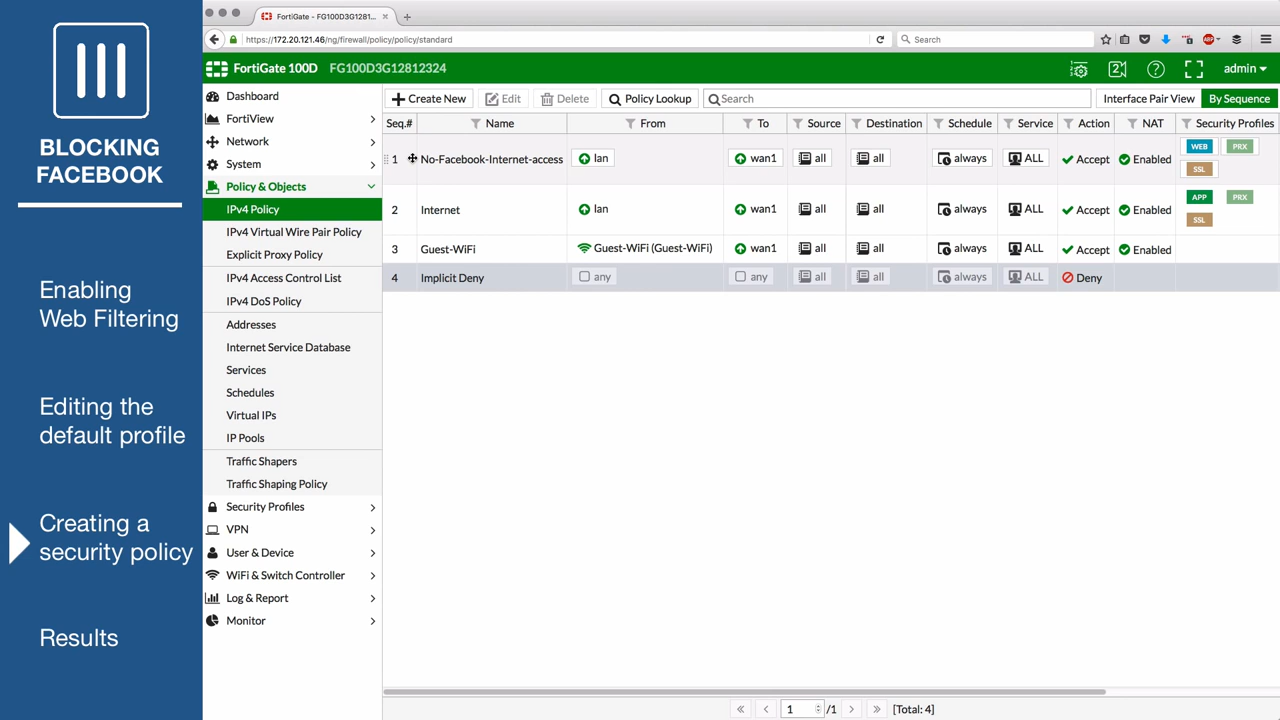 BLOCKING
FACEBOOK
Enabling
Web Filtering
Editing the
default profile
Creating a
security policy
Results
FortiGate - FG100D3G1281...
https://172.20.121.46/ng/firewall/policy/policy/standard
Search
ABP
FortiGate 100D FG100D3G12812324
admin
Dashboard
FortiView
Network
System
Policy & Objects
IPv4 Policy
IPv4 Virtual Wire Pair Policy
Explicit Proxy Policy
IPv4 Access Control List
IPv4 DoS Policy
Addresses
Internet Service Database
Services
Schedules
Virtual IPs
IP Pools
Traffic Shapers
Traffic Shaping Policy
Security Profiles
VPN
User & Device
WiFi & Switch Controller
Log & Report
Monitor
Create New Edit Delete Policy Lookup Search Interface Pair View By Sequence
Seq.# Name From To Source Destination Schedule Service Action NAT Security Profiles
1 No-Facebook-Internet-access lan wan1 all all always ALL Accept Enabled WEB PRX
SSL
2 Internet lan wan1 all all always ALL Accept Enabled APP PRX
SSL
3 Guest-WiFi Guest-WiFi (Guest-WiFi) wan1 all all always ALL Accept Enabled
4 Implicit Deny any any all all always ALL Deny
1 /1 [Total: 4]